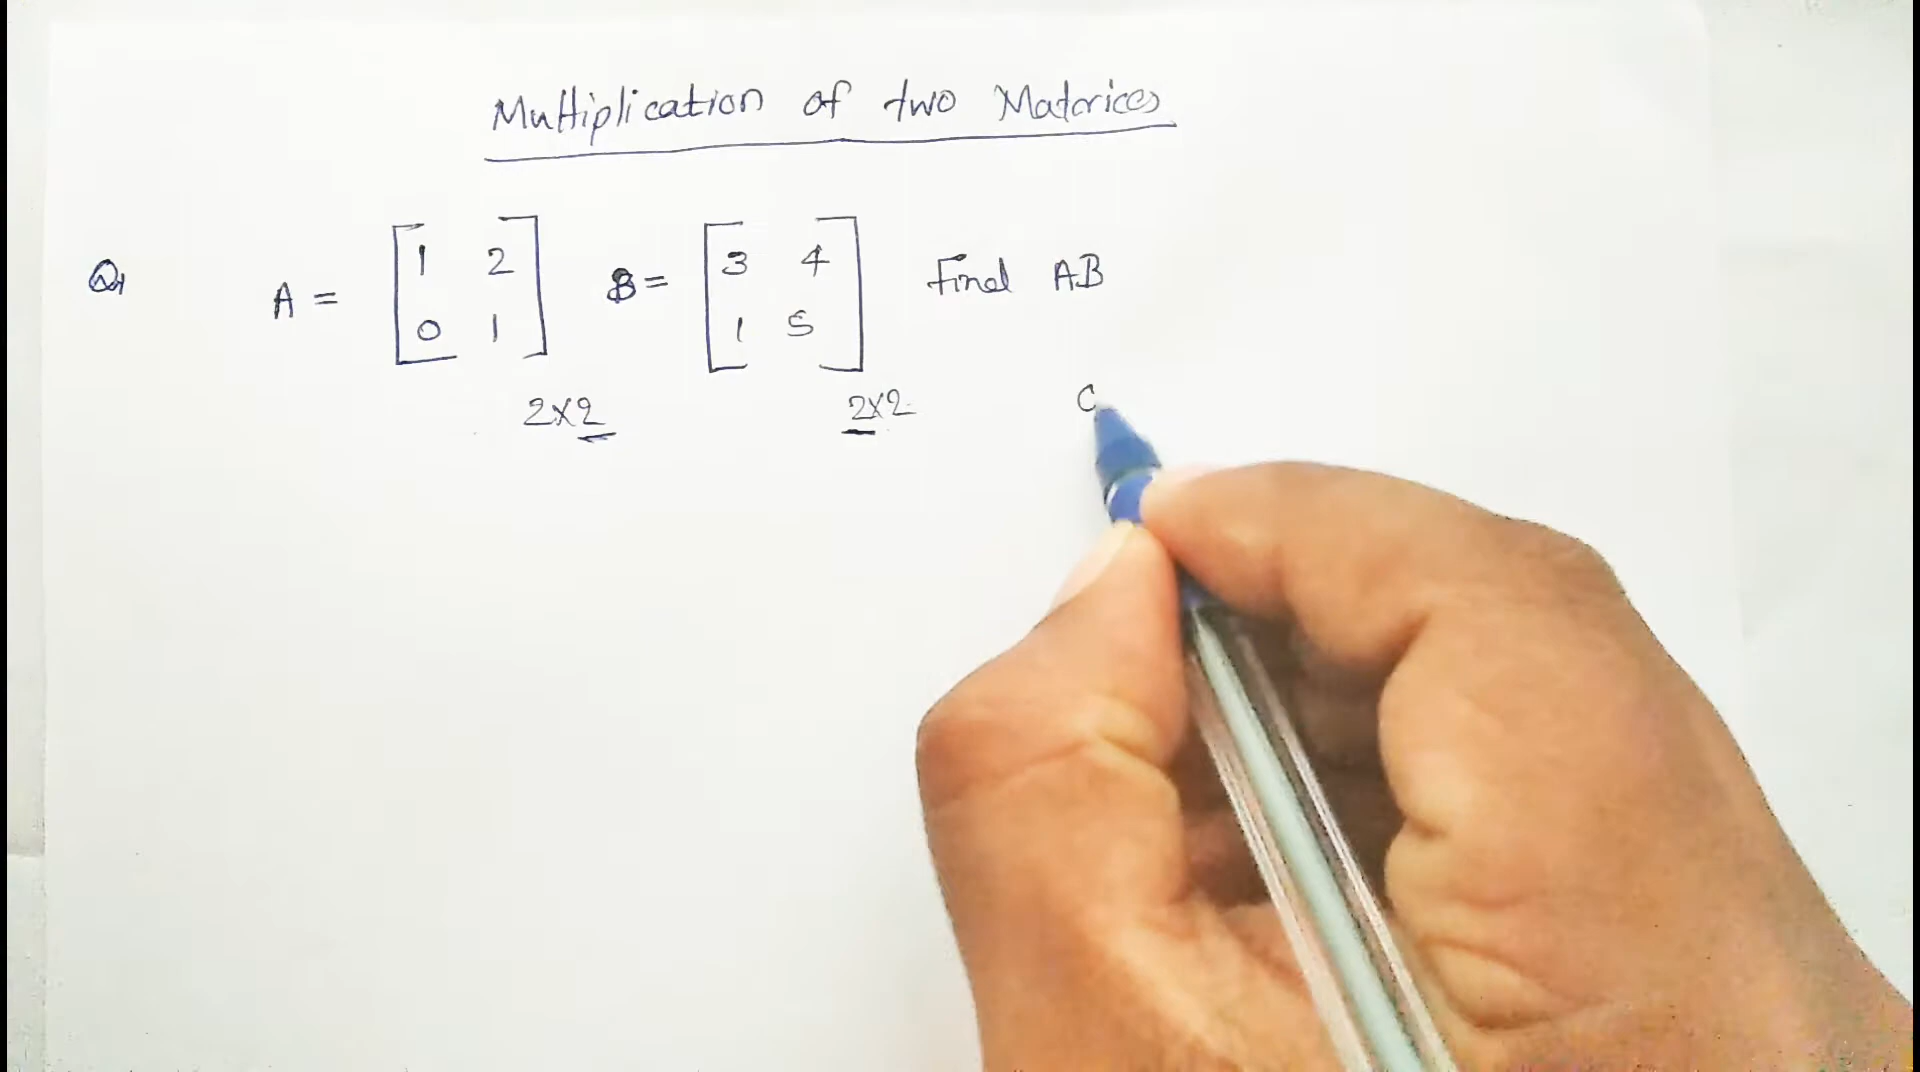 Multiplication of two Matrices
Q1 A = [1 2 B = [3 4 Find AB
0 1] 1 5]
2x2 2x2 C